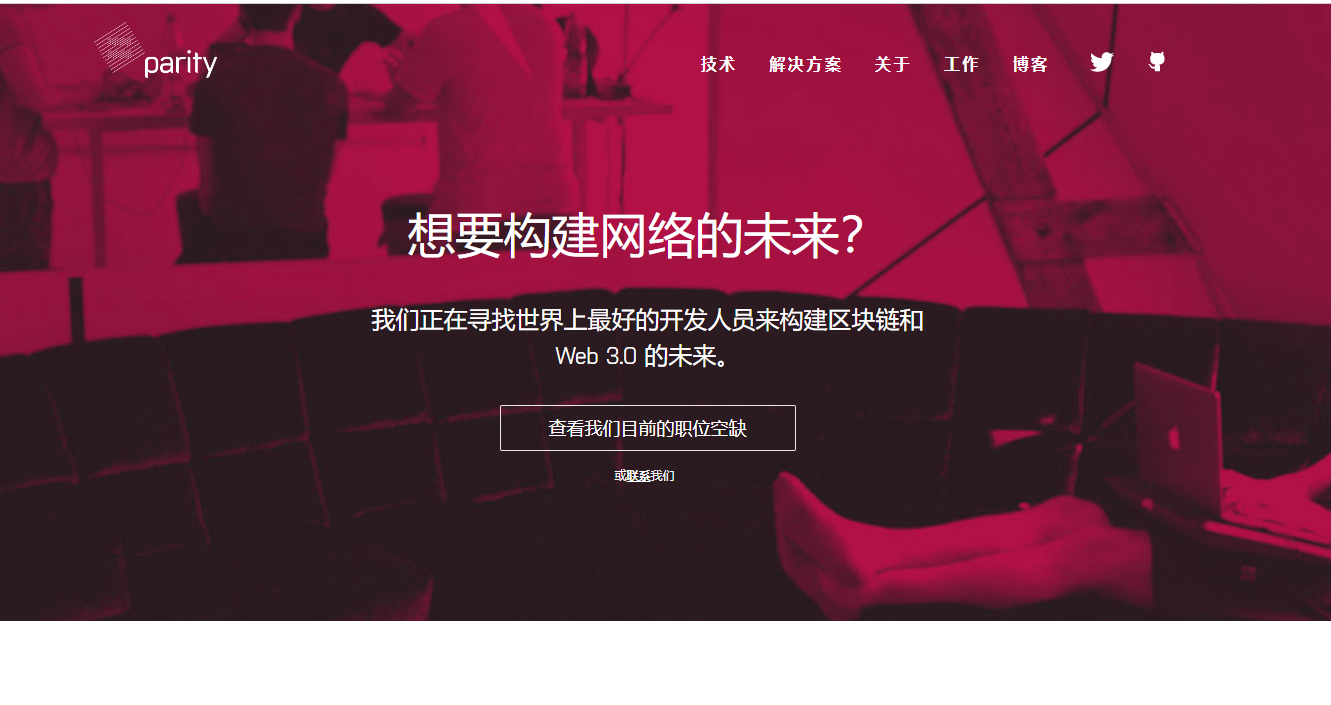 parity
技术 解决方案 关于 工作 博客
想要构建网络的未来？
我们正在寻找世界上最好的开发人员来构建区块链和
Web 3.0 的未来。
查看我们目前的职位空缺
或联系我们